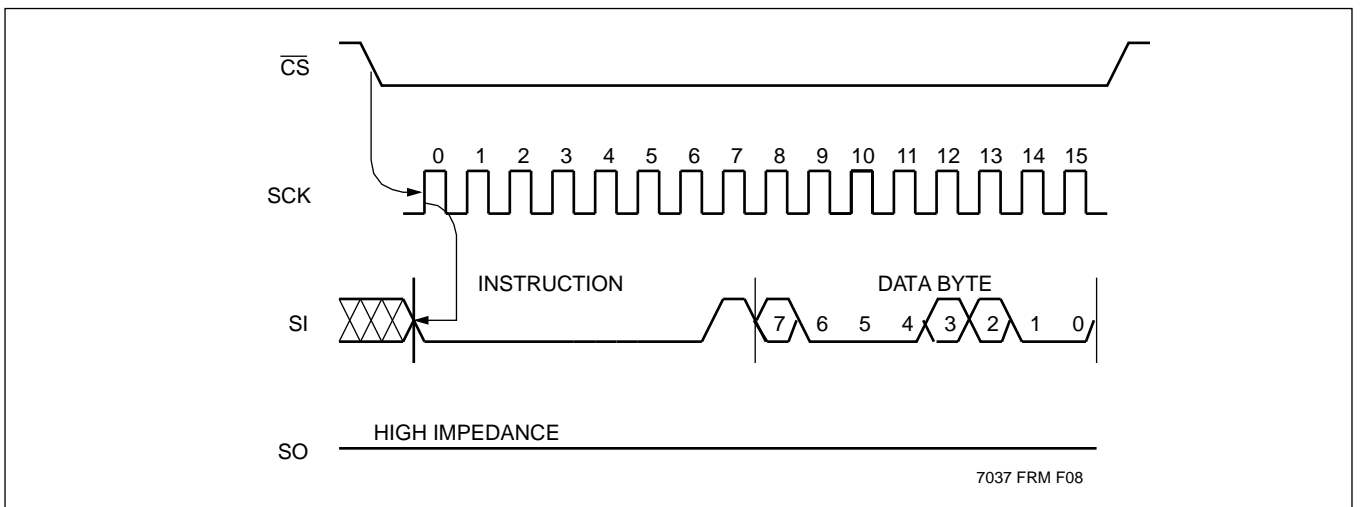 CS
0 1 2 3 4 5 6 7 8 9 10 11 12 13 14 15
SCK
INSTRUCTION DATA BYTE
SI 7 6 5 4 3 2 1 0
HIGH IMPEDANCE
SO
7037 FRM F08